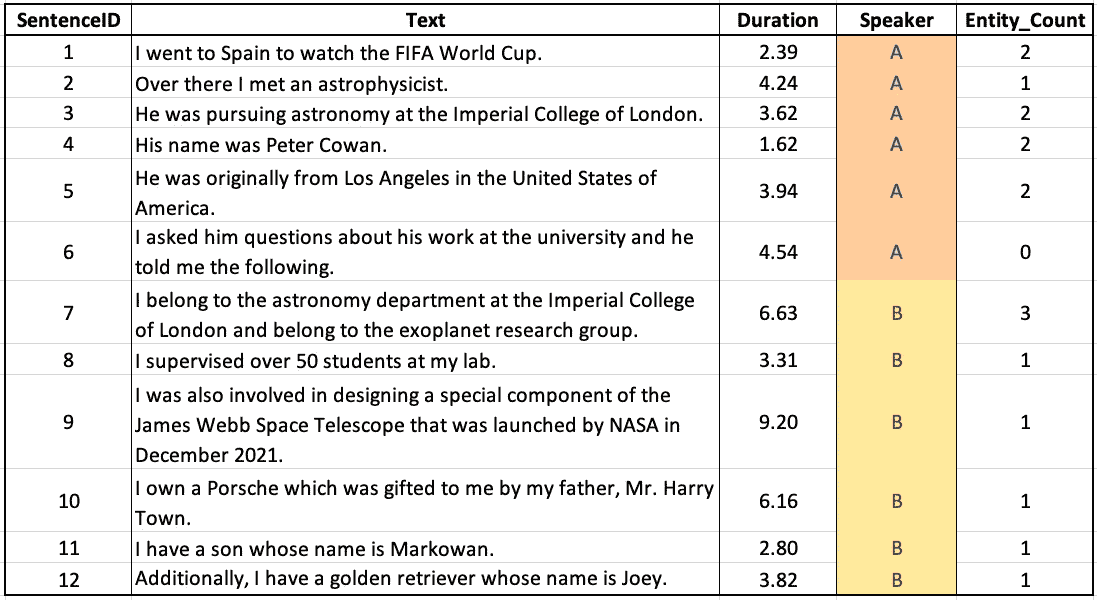 SentenceID Text Duration Speaker Entity_Count
1 I went to Spain to watch the FIFA World Cup. 2.39 A 2
2 Over there I met an astrophysicist. 4.24 A 1
3 He was pursuing astronomy at the Imperial College of London. 3.62 A 2
4 His name was Peter Cowan. 1.62 A 2
5 He was originally from Los Angeles in the United States of
America. 3.94 A 2
6 I asked him questions about his work at the university and he
told me the following. 4.54 A 0
7 I belong to the astronomy department at the Imperial College
of London and belong to the exoplanet research group. 6.63 B 3
8 I supervised over 50 students at my lab. 3.31 B 1
9 I was also involved in designing a special component of the
James Webb Space Telescope that was launched by NASA in
December 2021. 9.20 B 1
10 I own a Porsche which was gifted to me by my father, Mr. Harry
Town. 6.16 B 1
11 I have a son whose name is Markowan. 2.80 B 1
12 Additionally, I have a golden retriever whose name is Joey. 3.82 B 1